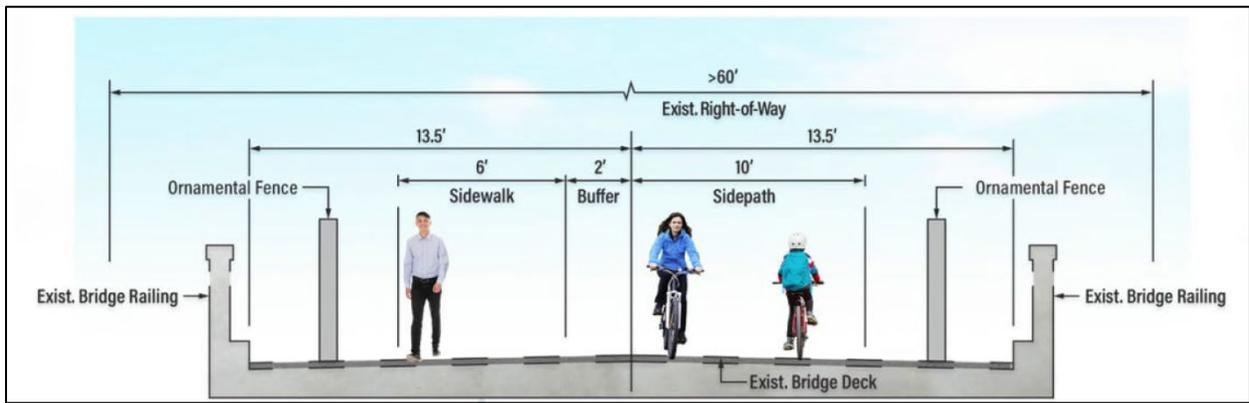 >60′
Exist. Right-of-Way
13.5′
13.5′
6′
2′
10′
Ornamental Fence
Sidewalk
Buffer
Sidepath
Ornamental Fence
Exist. Bridge Railing
Exist. Bridge Railing
Exist. Bridge Deck